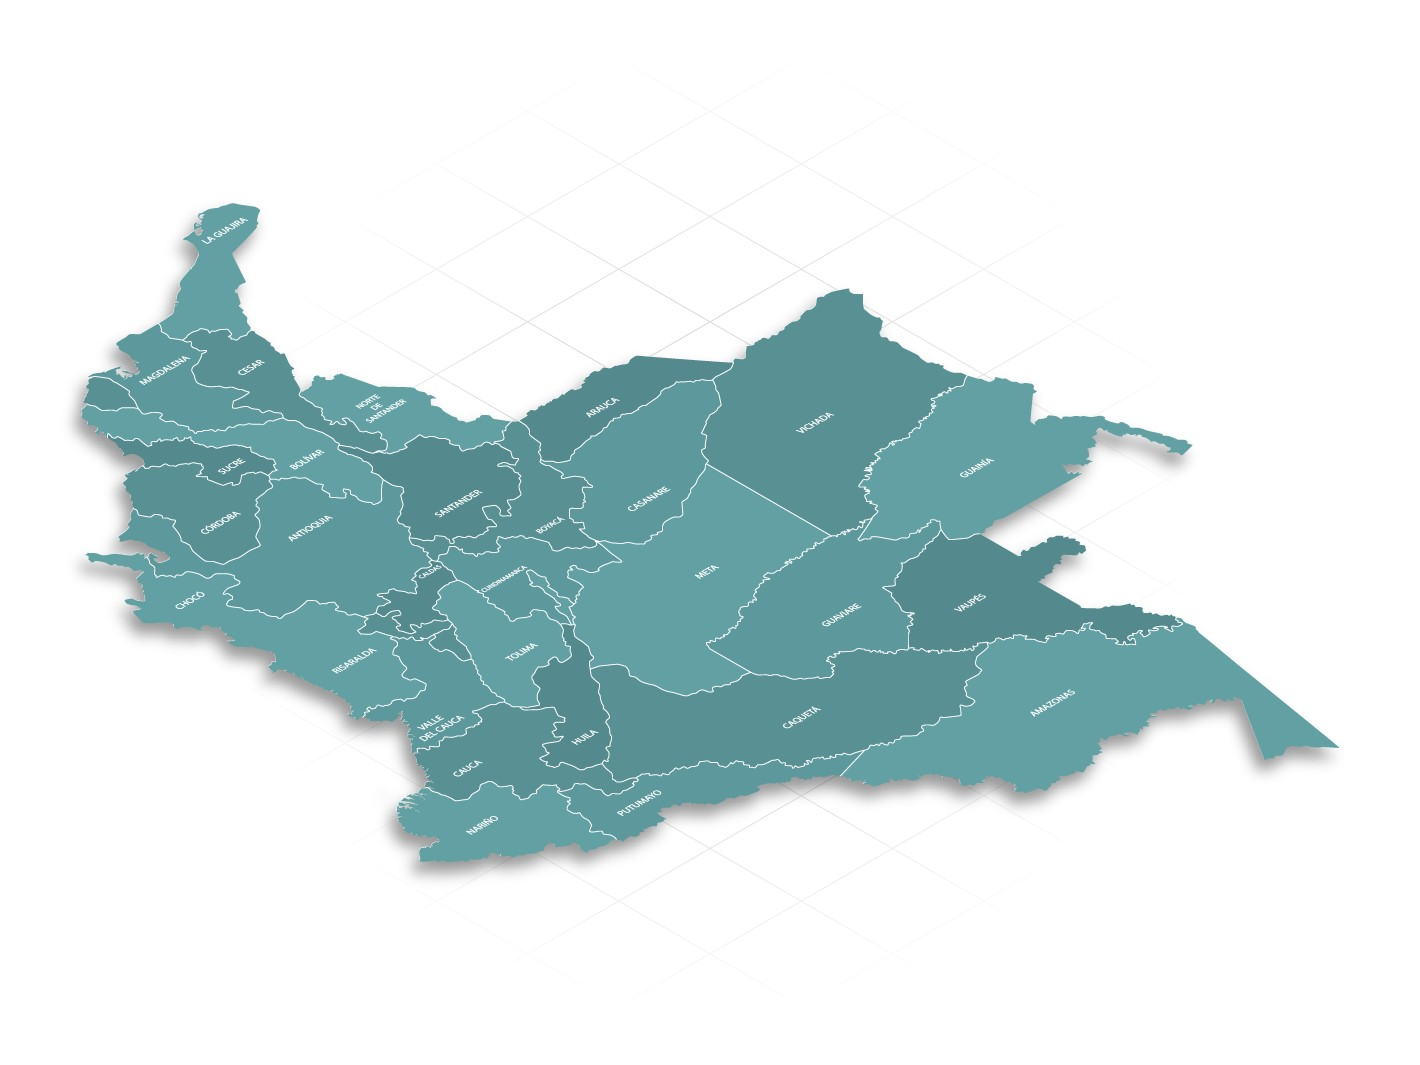 LA GUAJIRA
MAGDALENA
CESAR
NORTE
DE
SANTANDER
ARAUCA
VICHADA
SUCRE
BOLÍVAR
GUAINÍA
SANTANDER
CASANARE
CÓRDOBA
ANTIOQUIA
BOYACÁ
META
CALDAS
CUNDINAMARCA
CHOCÓ
GUAVIARE
VAUPÉS
RISARALDA
TOLIMA
AMAZONAS
VALLE
DEL CAUCA
HUILA
CAQUETÁ
CAUCA
NARIÑO
PUTUMAYO